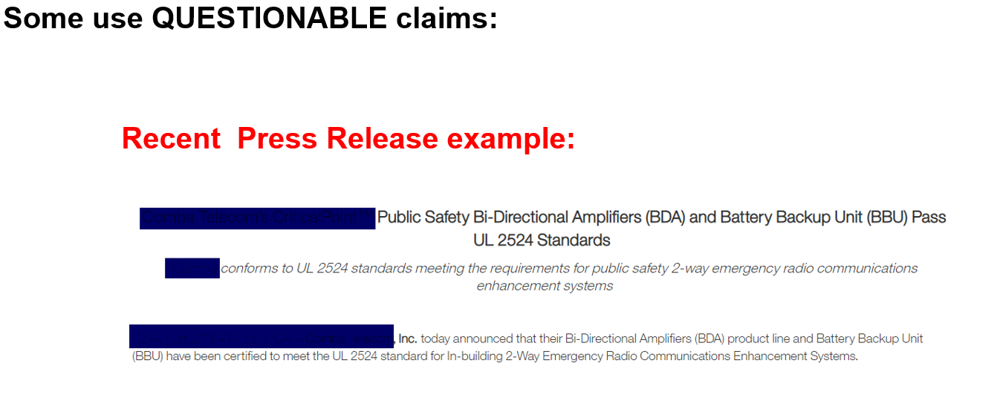 Some use QUESTIONABLE claims:
Recent Press Release example:
Comba Telecom's CriticalPoint™ Public Safety Bi-Directional Amplifiers (BDA) and Battery Backup Unit (BBU) Pass
UL 2524 Standards
conforms to UL 2524 standards meeting the requirements for public safety 2-way emergency radio communications
enhancement systems
, Inc. today announced that their Bi-Directional Amplifiers (BDA) product line and Battery Backup Unit
(BBU) have been certified to meet the UL 2524 standard for In-building 2-Way Emergency Radio Communications Enhancement Systems.